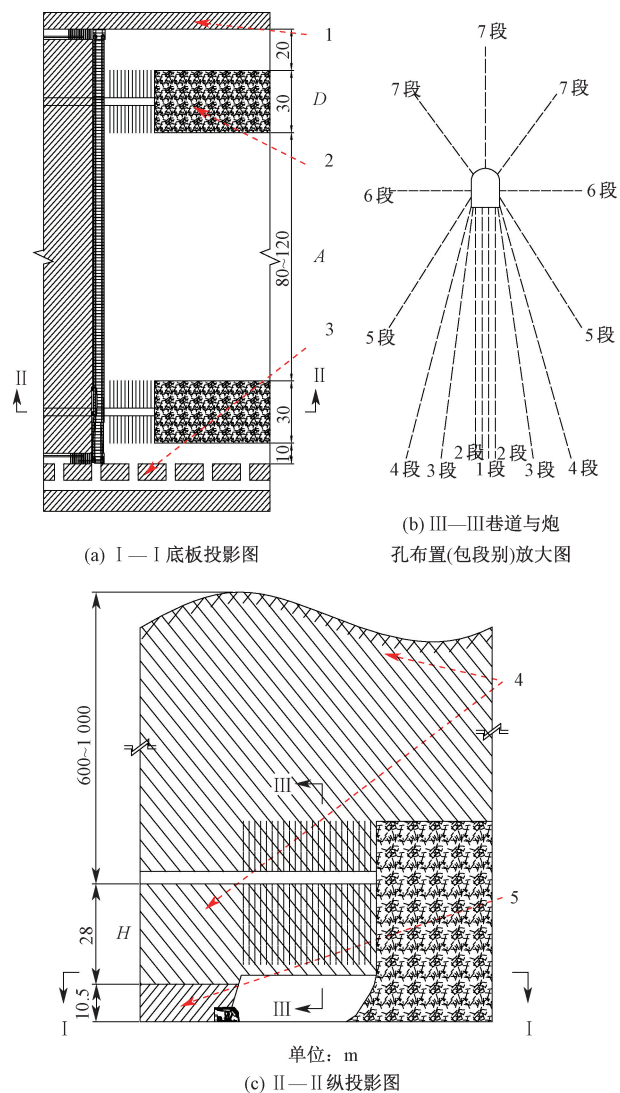 1
20
30
D
2
80~120
A
3
Ⅱ
Ⅱ
30
10
(a) Ⅰ—Ⅰ底板投影图
7段
7段
7段
6段
6段
5段
5段
2段
2段
4段
3段
1段
3段
4段
(b) Ⅲ—Ⅲ巷道与炮
孔布置(包段别)放大图
4
600~1 000
Ⅲ
5
28
H
10.5
Ⅲ
Ⅰ
Ⅰ
单位：m
(c) Ⅱ—Ⅱ纵投影图